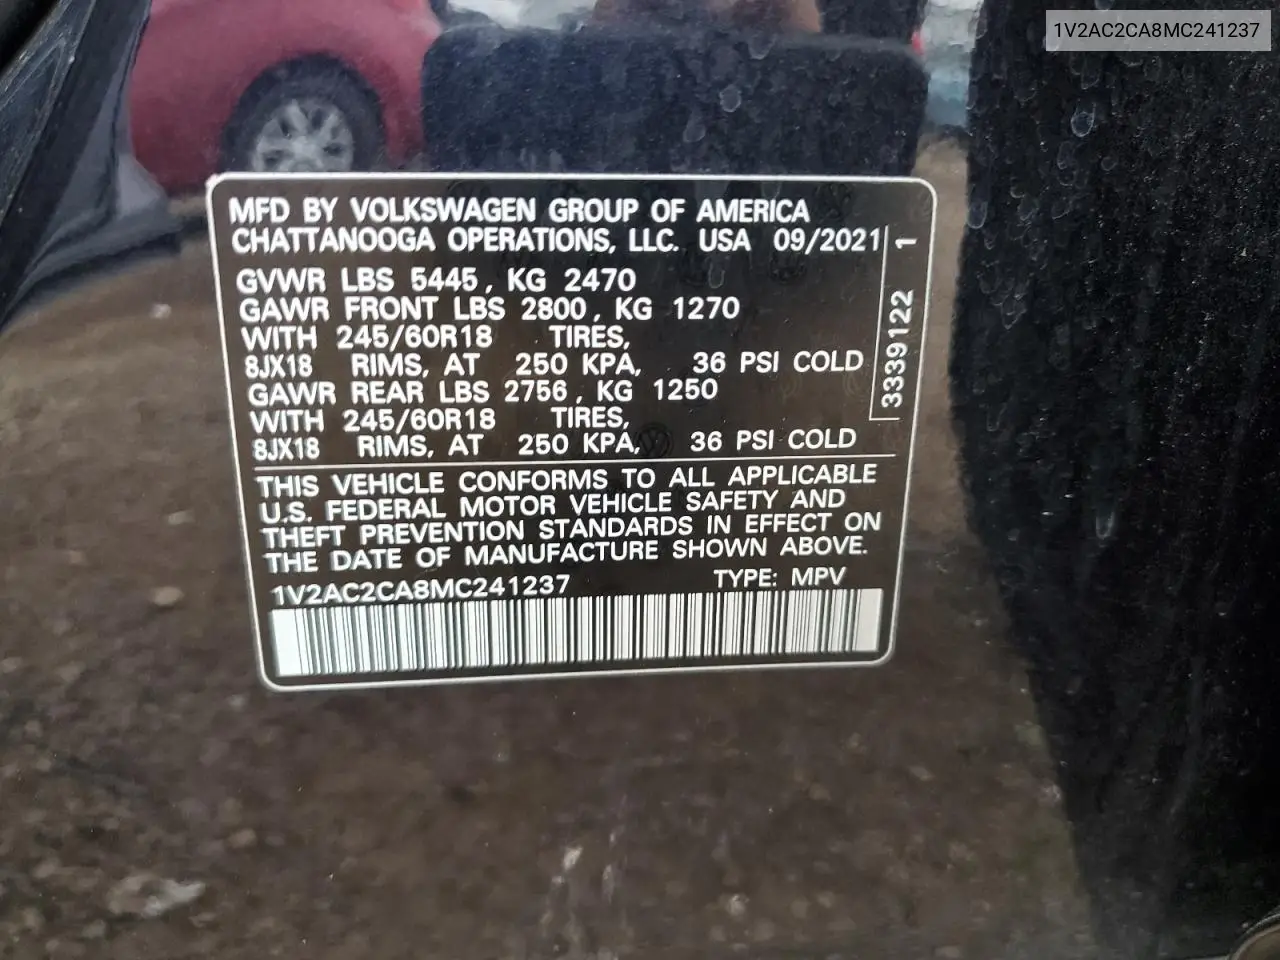 1V2AC2CA8MC241237
MFD BY VOLKSWAGEN GROUP OF AMERICA
CHATTANOOGA OPERATIONS, LLC. USA 09/2021
GVWR LBS 5445, KG 2470
GAWR FRONT LBS 2800, KG 1270
WITH 245/60R18 TIRES,
8JX18 RIMS, AT 250 KPA, 36 PSI COLD
GAWR REAR LBS 2756, KG 1250
WITH 245/60R18 TIRES,
8JX18 RIMS, AT 250 KPA, 36 PSI COLD
3339122 1
THIS VEHICLE CONFORMS TO ALL APPLICABLE
U.S. FEDERAL MOTOR VEHICLE SAFETY AND
THEFT PREVENTION STANDARDS IN EFFECT ON
THE DATE OF MANUFACTURE SHOWN ABOVE.
1V2AC2CA8MC241237 TYPE: MPV